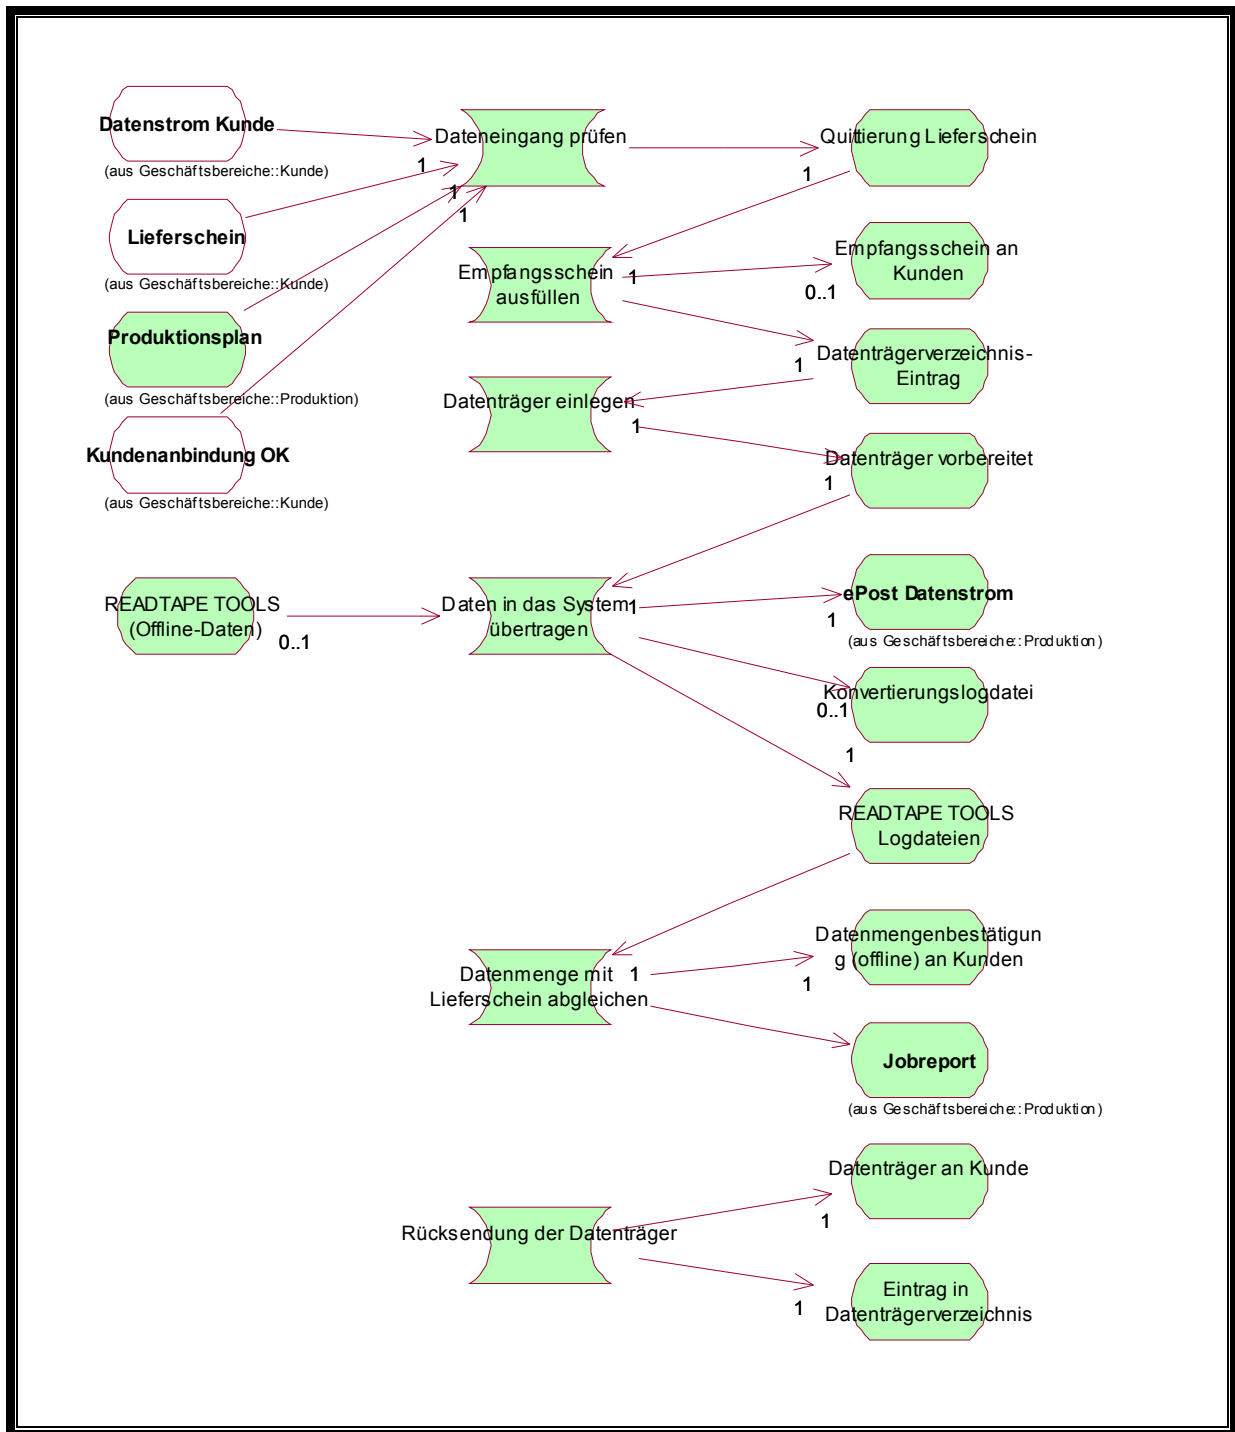 Datenstrom Kunde
(aus Geschäftsbereiche::Kunde)
Lieferschein
(aus Geschäftsbereiche::Kunde)
Produktionsplan
(aus Geschäftsbereiche::Produktion)
Kundenanbindung OK
(aus Geschäftsbereiche::Kunde)
Dateneingang prüfen
1
1
1
Quittierung Lieferschein
1
Empfangsschein
ausfüllen
1
Empfangsschein an
Kunden
0..1
Datenträgerverzeichnis-
Eintrag
1
Datenträger einlegen
1
Datenträger vorbereitet
1
READTAPE TOOLS
(Offline-Daten)
0..1
Daten in das System
übertragen
1
ePost Datenstrom
1
(aus Geschäftsbereiche::Produktion)
Konvertierungslogdatei
0..1
1
READTAPE TOOLS
Logdateien
Datenmenge mit
Lieferschein abgleichen
1
Datenmengenbestätigun
g (offline) an Kunden
1
Jobreport
(aus Geschäftsbereiche::Produktion)
Rücksendung der Datenträger
Datenträger an Kunde
1
Eintrag in
Datenträgerverzeichnis
1